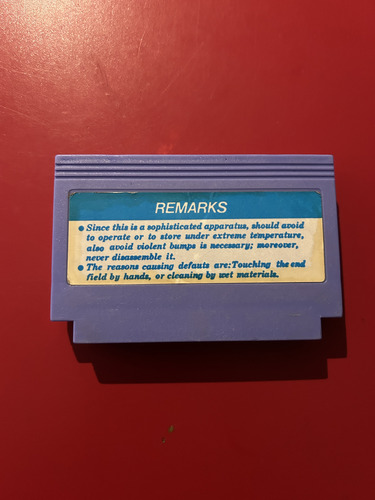 REMARKS
● Since this is a sophisticated apparatus, should avoid
to operate or to store under extreme temperature,
also avoid violent bumps is necessary; moreover,
never disassemble it.
● The reasons causing defauts are:Touching the end
field by hands, or cleaning by wet materials.